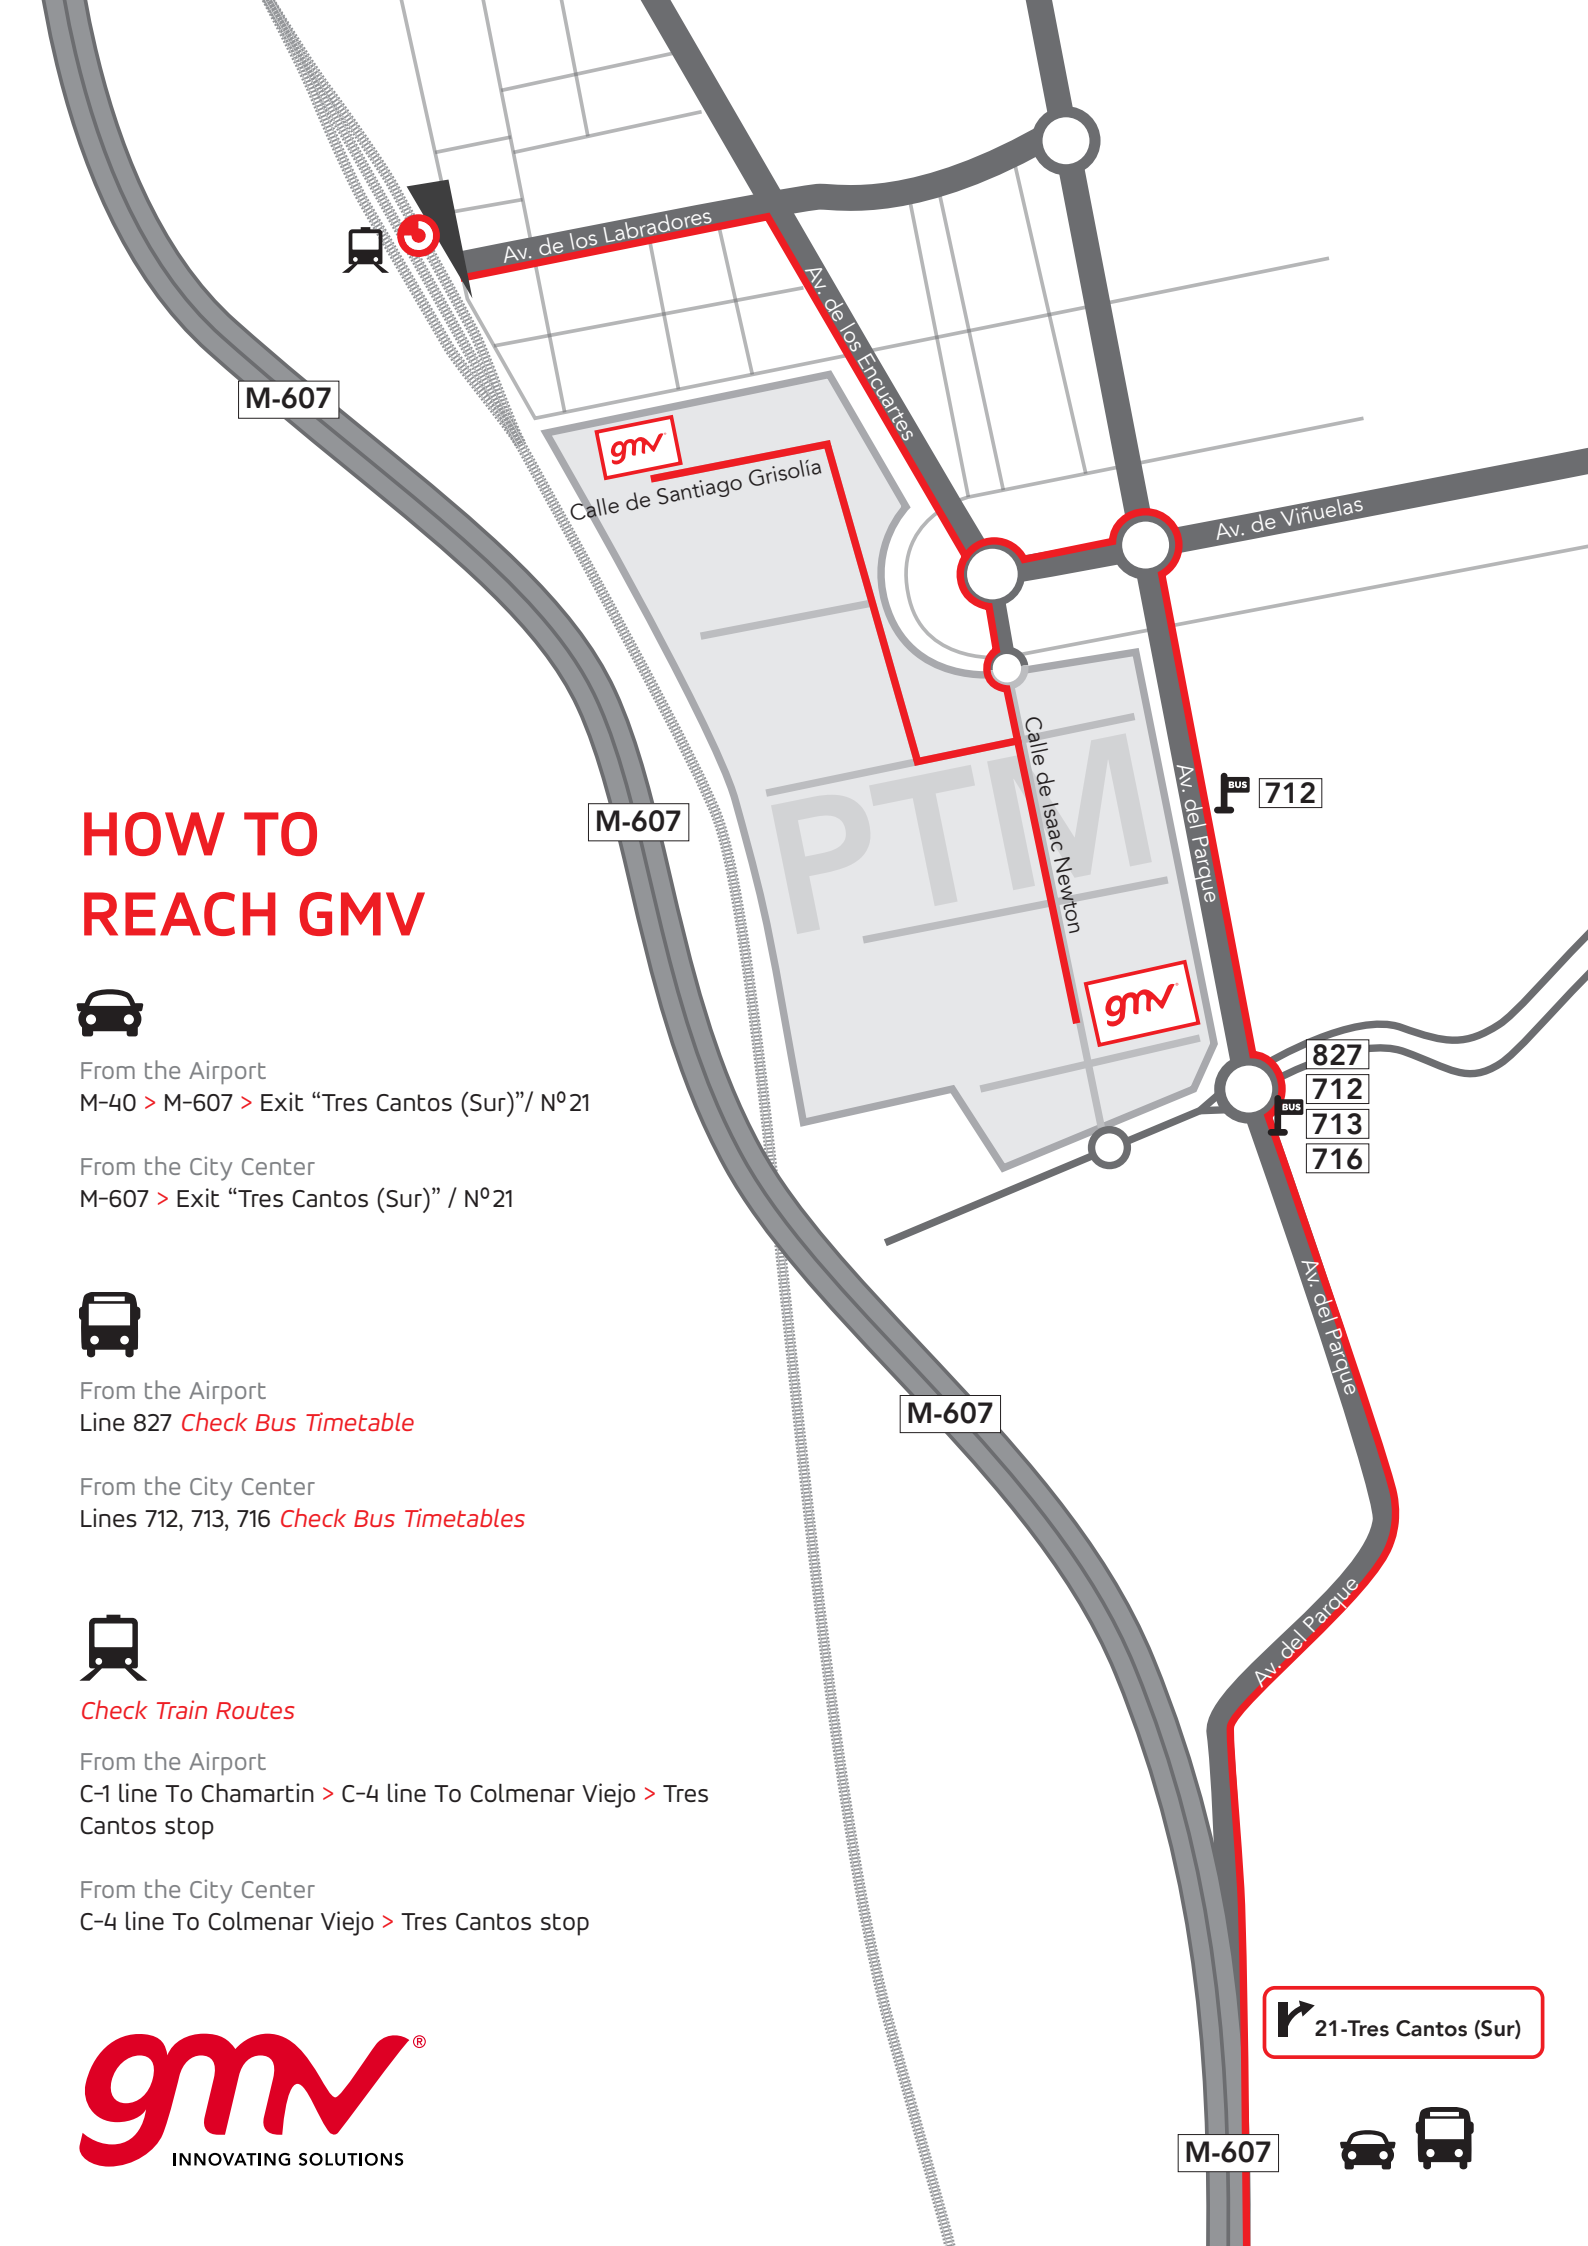 Av. de los Labradores
Av. de los Encuartes
M-607
gmv
Calle de Santiago Grisolía
Av. de Viñuelas
Calle de Isaac Newton
PTM
Av. del Parque
BUS
712
M-607
HOW TO
REACH GMV
gmv
From the Airport
M-40 > M-607 > Exit “Tres Cantos (Sur)”/ Nº 21
From the City Center
M-607 > Exit “Tres Cantos (Sur)” / Nº 21
827
712
BUS
713
716
Av. del Parque
From the Airport
Line 827 Check Bus Timetable
From the City Center
Lines 712, 713, 716 Check Bus Timetables
M-607
Av. del Parque
Check Train Routes
From the Airport
C-1 line To Chamartin > C-4 line To Colmenar Viejo > Tres
Cantos stop
From the City Center
C-4 line To Colmenar Viejo > Tres Cantos stop
21-Tres Cantos (Sur)
gmv®
INNOVATING SOLUTIONS
M-607